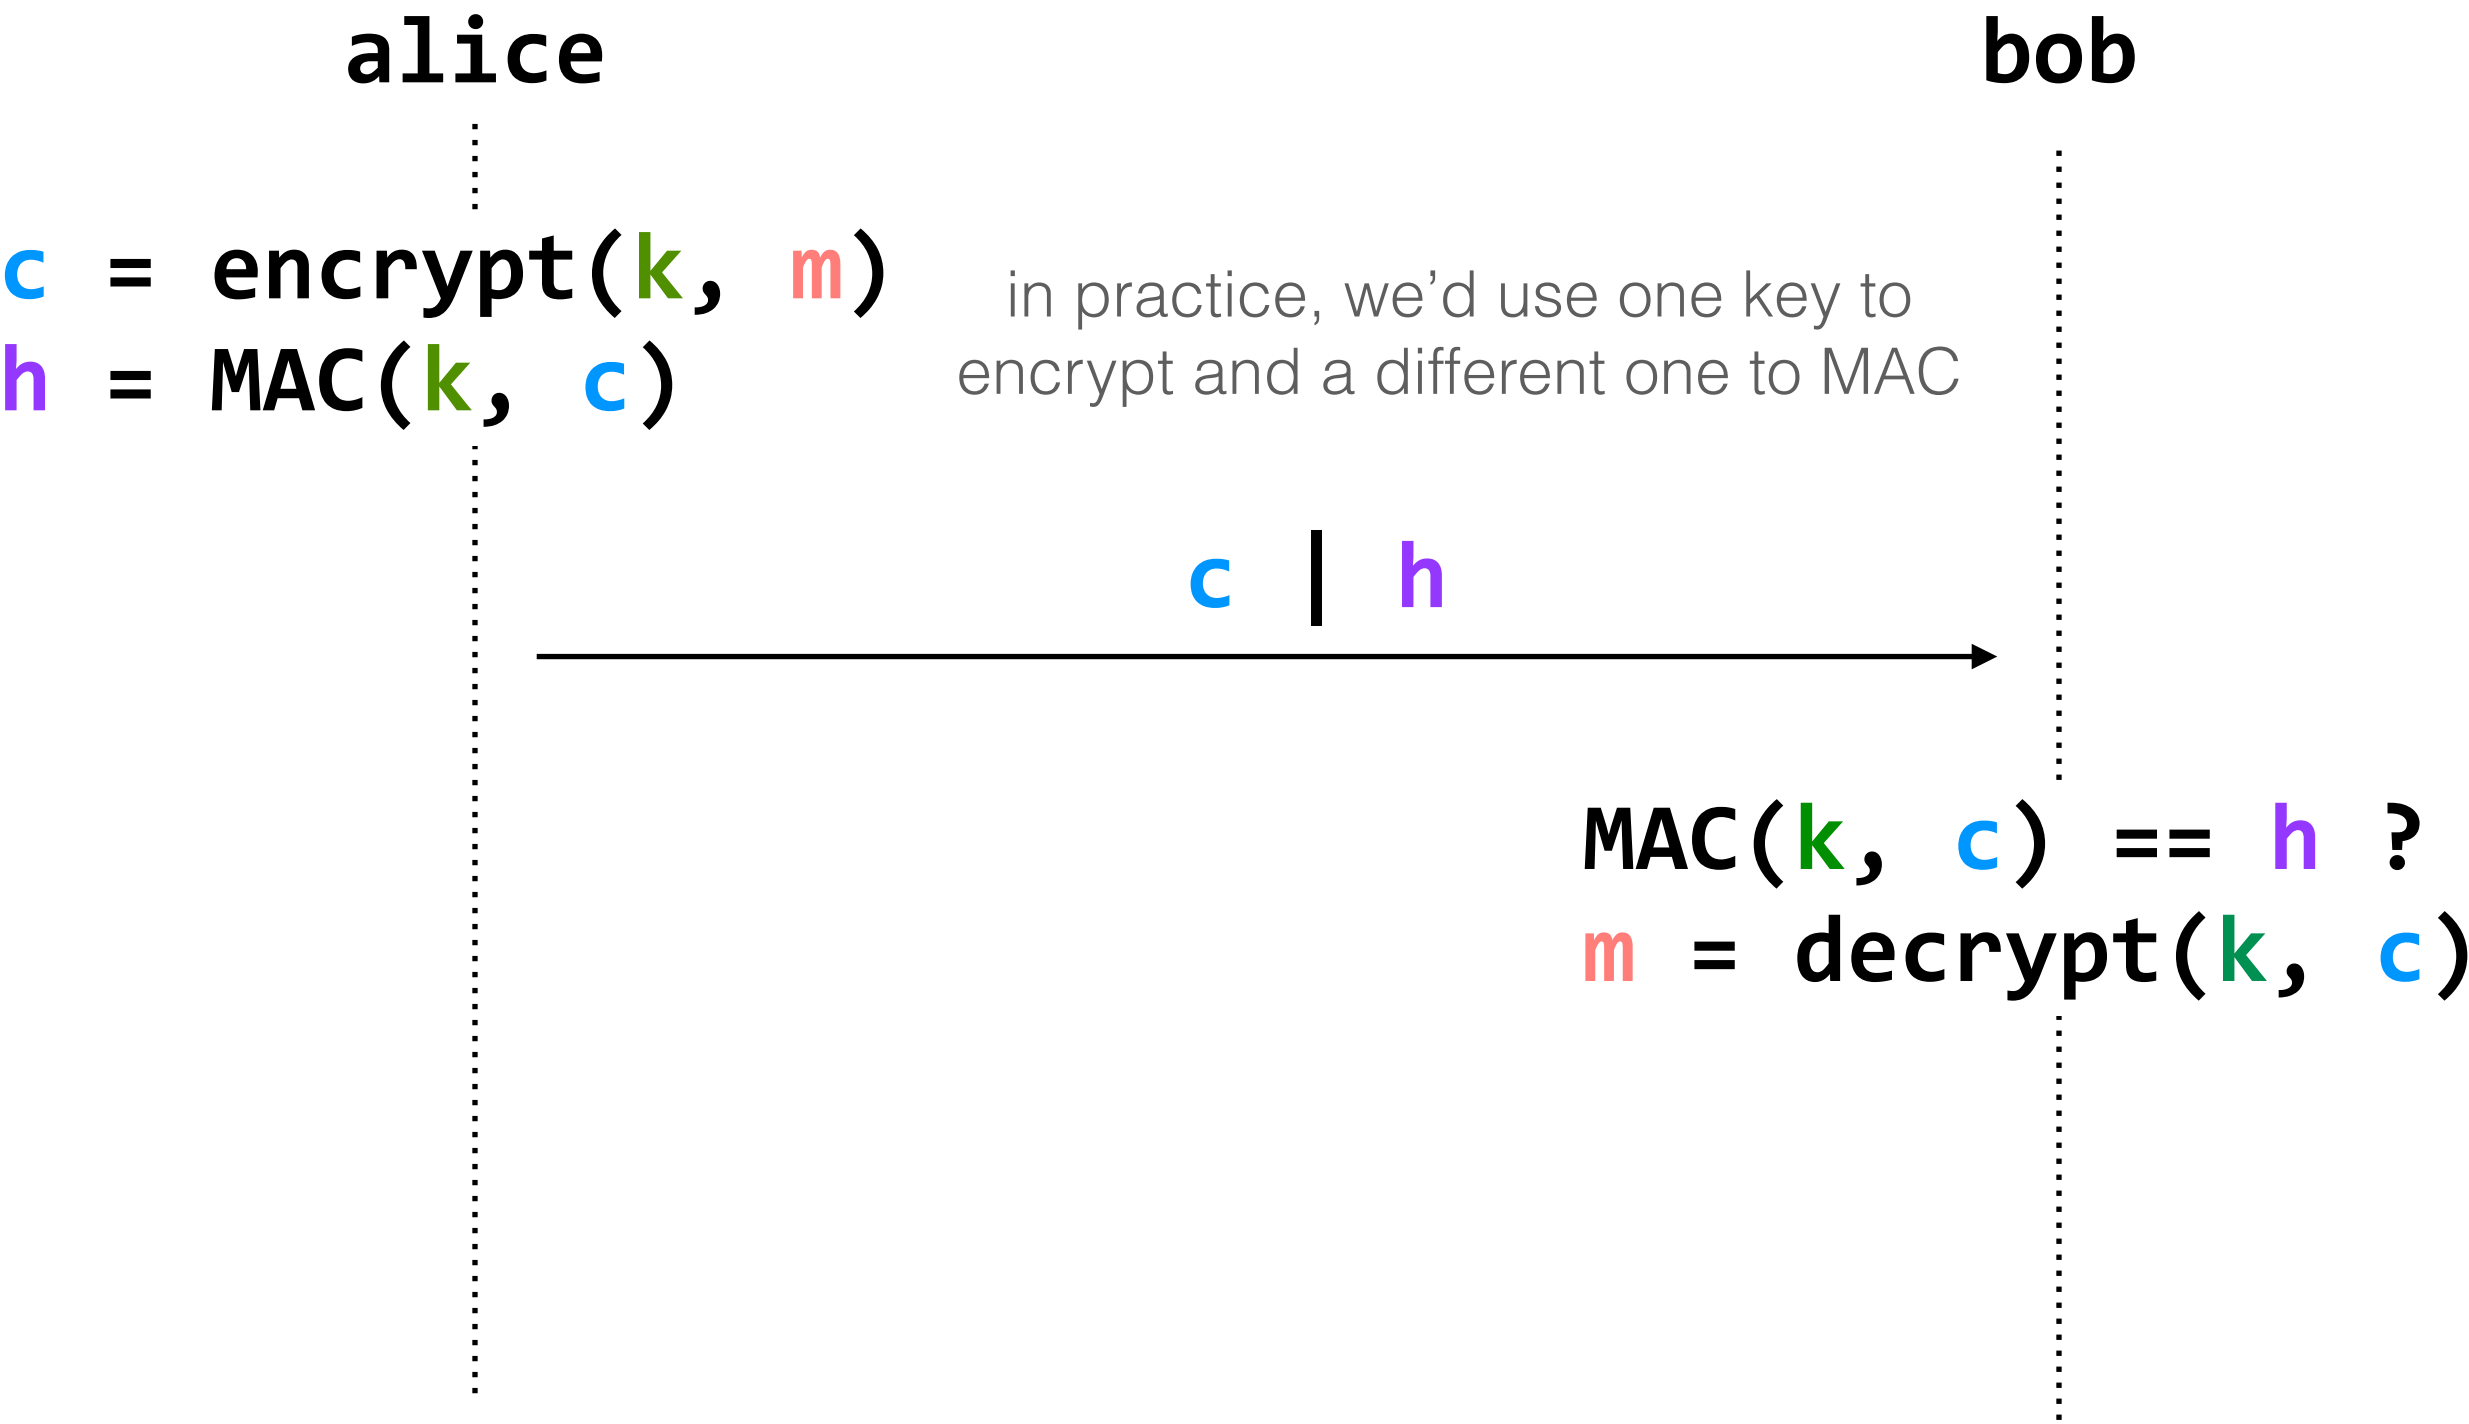 alice
bob
c = encrypt(k, m)
h = MAC(k, c)
in practice, we’d use one key to
encrypt and a different one to MAC
c | h
MAC(k, c) == h ?
m = decrypt(k, c)